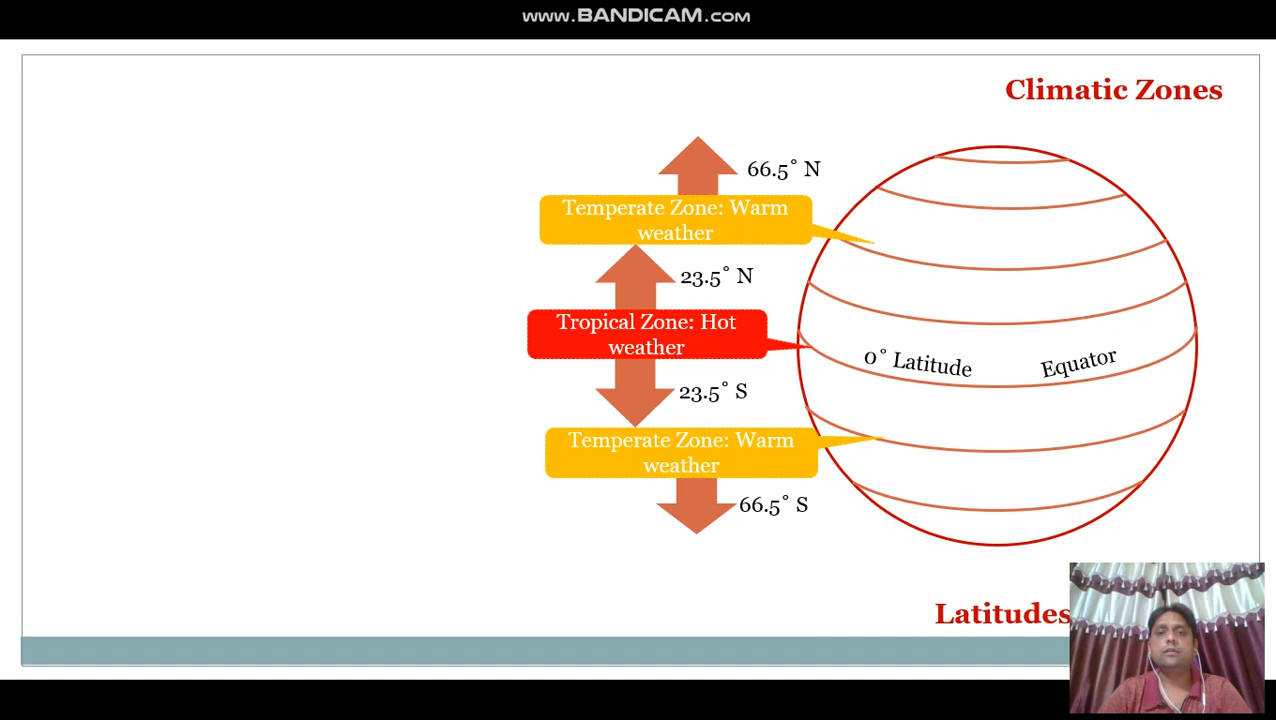 www.BANDICAM.com
Climatic Zones
66.5˚ N
Temperate Zone: Warm
weather
23.5˚ N
Tropical Zone: Hot
weather
0˚ Latitude
Equator
23.5˚ S
Temperate Zone: Warm
weather
66.5˚ S
Latitudes